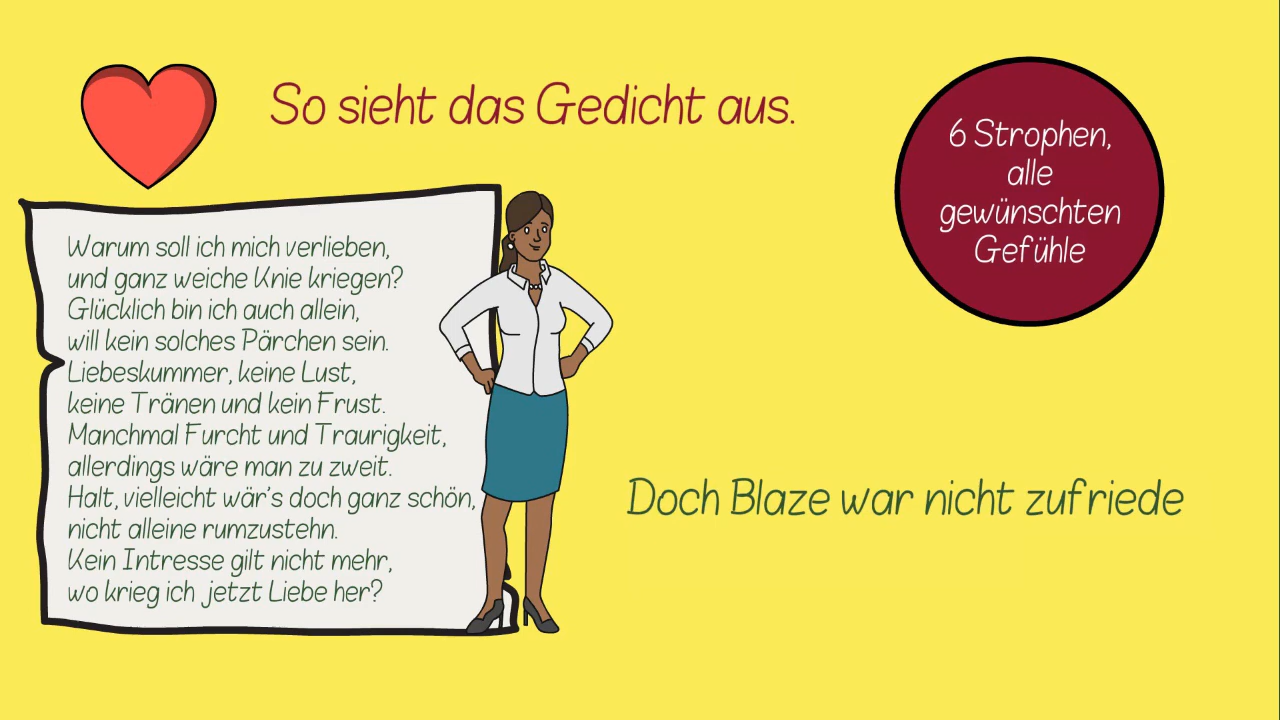 So sieht das Gedicht aus.
6 Strophen,
alle
gewünschten
Gefühle
Warum soll ich mich verlieben,
und ganz weiche Knie kriegen?
Glücklich bin ich auch allein,
will kein solches Pärchen sein.
Liebeskummer, keine Lust,
keine Tränen und kein Frust.
Manchmal Furcht und Traurigkeit,
allerdings wäre man zu zweit.
Halt, vielleicht wär's doch ganz schön,
nicht alleine rumzustehn.
Kein Intresse gilt nicht mehr,
wo krieg ich jetzt Liebe her?
Doch Blaze war nicht zufriede